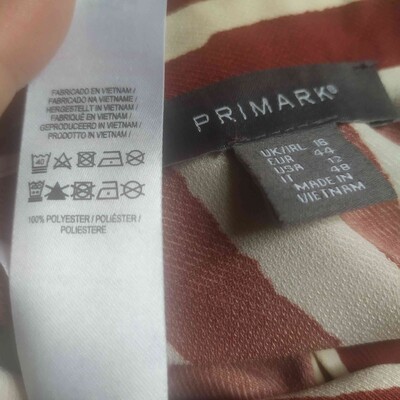 FABRICADO EN VIETNAM /
FABRICADO NA VIETNAME /
HERGESTELLT IN VIETNAM /
FABRIQUÉ EN VIETNAM /
GEPRODUCEERD IN VIETNAM /
PRODOTTO IN VIETNAM /
100% POLYESTER / POLIÉSTER /
POLIESTERE
PRIMARK®
UK/IRL 16
EUR 44
USA 12
IT 48
MADE IN
VIETNAM